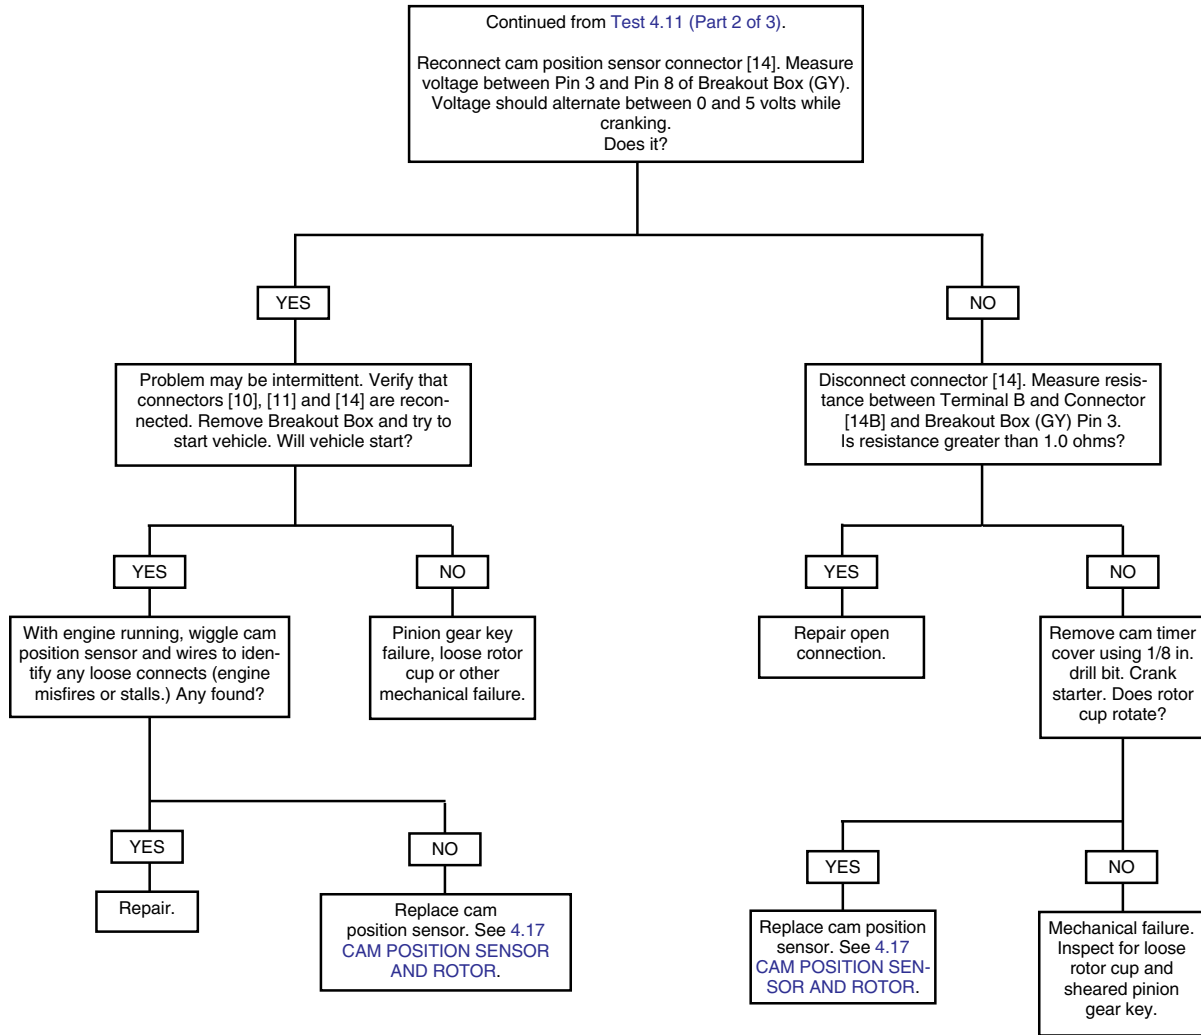 Continued from Test 4.11 (Part 2 of 3).
Reconnect cam position sensor connector [14]. Measure
voltage between Pin 3 and Pin 8 of Breakout Box (GY).
Voltage should alternate between 0 and 5 volts while
cranking.
Does it?
YES
NO
Problem may be intermittent. Verify that
connectors [10], [11] and [14] are recon-
nected. Remove Breakout Box and try to
start vehicle. Will vehicle start?
Disconnect connector [14]. Measure resis-
tance between Terminal B and Connector
[14B] and Breakout Box (GY) Pin 3.
Is resistance greater than 1.0 ohms?
YES
NO
YES
NO
With engine running, wiggle cam
position sensor and wires to iden-
tify any loose connects (engine
misfires or stalls.) Any found?
Pinion gear key
failure, loose rotor
cup or other
mechanical failure.
Repair open
connection.
Remove cam timer
cover using 1/8 in.
drill bit. Crank
starter. Does rotor
cup rotate?
YES
NO
YES
NO
Repair.
Replace cam
position sensor. See 4.17
CAM POSITION SENSOR
AND ROTOR.
Replace cam position
sensor. See 4.17
CAM POSITION SEN-
SOR AND ROTOR.
Mechanical failure.
Inspect for loose
rotor cup and
sheared pinion
gear key.